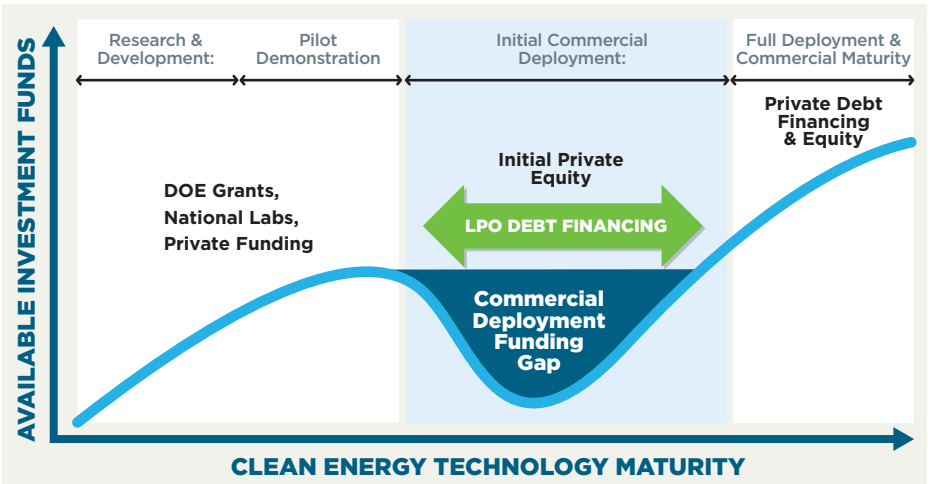 Research &
Development:
Pilot
Demonstration
Initial Commercial
Deployment:
Full Deployment &
Commercial Maturity
AVAILABLE INVESTMENT FUNDS
DOE Grants,
National Labs,
Private Funding
Initial Private
Equity
LPO DEBT FINANCING
Commercial
Deployment
Funding
Gap
Private Debt
Financing
& Equity
CLEAN ENERGY TECHNOLOGY MATURITY